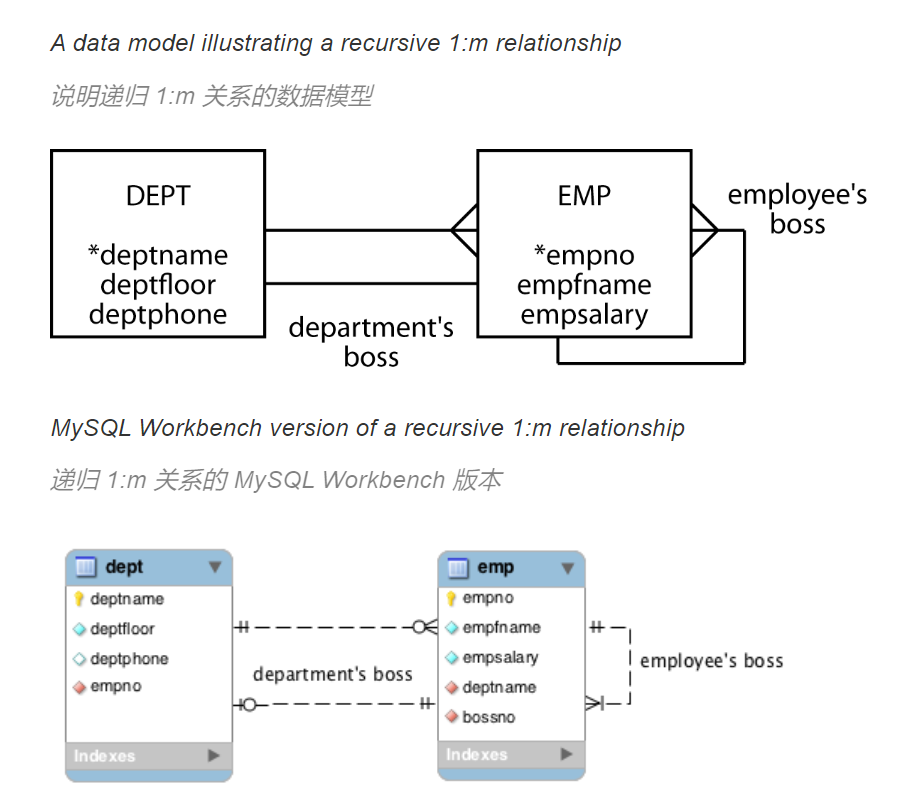 A data model illustrating a recursive 1:m relationship
说明递归 1:m 关系的数据模型
DEPT
*deptname
deptfloor
deptphone
department's
boss
EMP
*empno
empfname
empsalary
employee's
boss
MySQL Workbench version of a recursive 1:m relationship
递归 1:m 关系的 MySQL Workbench 版本
dept
deptname
deptfloor
deptphone
empno
Indexes
department's boss
emp
empno
empfname
empsalary
deptname
bossno
Indexes
employee's boss